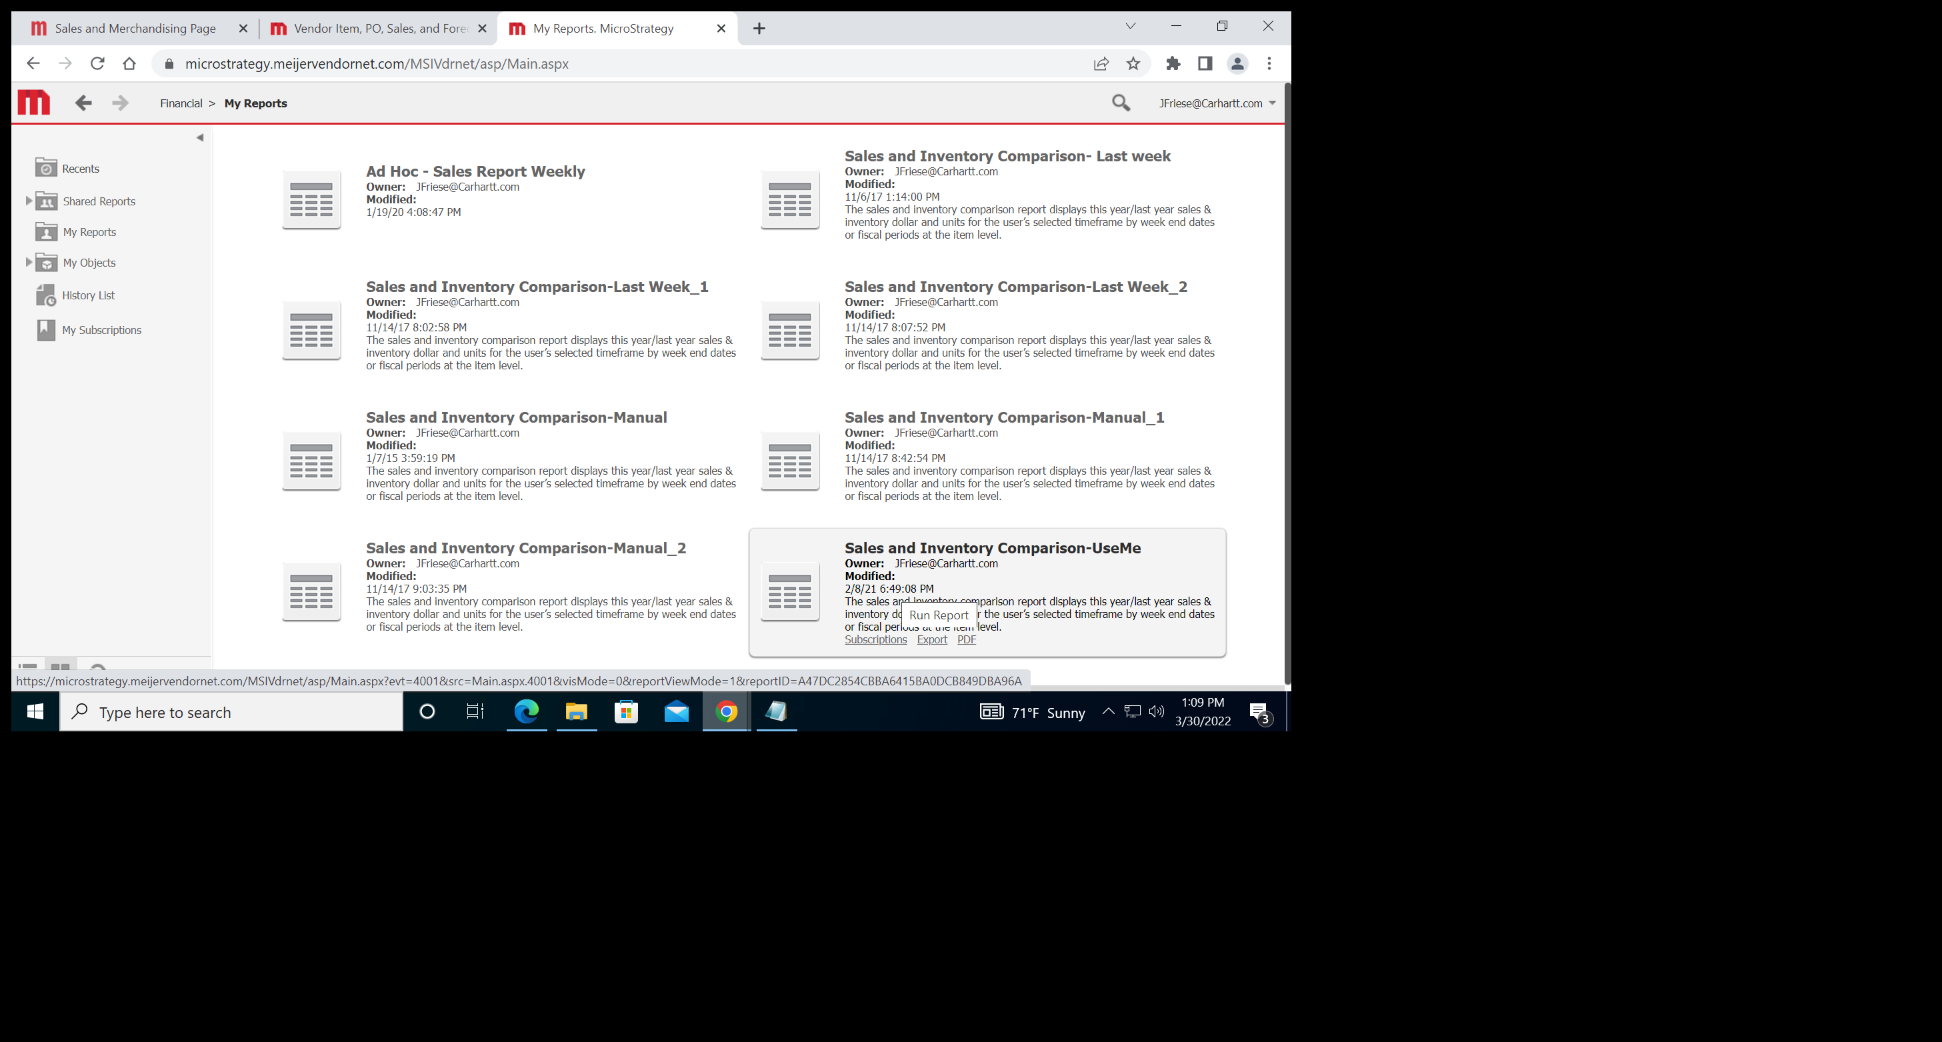 Sales and Merchandising Page
Vendor Item, PO, Sales, and Fore
My Reports. MicroStrategy
microstrategy.meijervendornet.com/MSIVdrnet/asp/Main.aspx
Financial > My Reports
JFriese@Carhartt.com
Recents
Shared Reports
My Reports
My Objects
History List
My Subscriptions
Ad Hoc - Sales Report Weekly
Owner: JFriese@Carhartt.com
Modified:
1/19/20 4:08:47 PM
Sales and Inventory Comparison- Last week
Owner: JFriese@Carhartt.com
Modified:
11/6/17 1:14:00 PM
The sales and inventory comparison report displays this year/last year sales &
inventory dollar and units for the user's selected timeframe by week end dates
or fiscal periods at the item level.
Sales and Inventory Comparison-Last Week_1
Owner: JFriese@Carhartt.com
Modified:
11/14/17 8:02:58 PM
The sales and inventory comparison report displays this year/last year sales &
inventory dollar and units for the user's selected timeframe by week end dates
or fiscal periods at the item level.
Sales and Inventory Comparison-Last Week_2
Owner: JFriese@Carhartt.com
Modified:
11/14/17 8:07:52 PM
The sales and inventory comparison report displays this year/last year sales &
inventory dollar and units for the user's selected timeframe by week end dates
or fiscal periods at the item level.
Sales and Inventory Comparison-Manual
Owner: JFriese@Carhartt.com
Modified:
1/7/15 3:59:19 PM
The sales and inventory comparison report displays this year/last year sales &
inventory dollar and units for the user's selected timeframe by week end dates
or fiscal periods at the item level.
Sales and Inventory Comparison-Manual_1
Owner: JFriese@Carhartt.com
Modified:
11/14/17 8:42:54 PM
The sales and inventory comparison report displays this year/last year sales &
inventory dollar and units for the user's selected timeframe by week end dates
or fiscal periods at the item level.
Sales and Inventory Comparison-Manual_2
Owner: JFriese@Carhartt.com
Modified:
11/14/17 9:03:35 PM
The sales and inventory comparison report displays this year/last year sales &
inventory dollar and units for the user's selected timeframe by week end dates
or fiscal periods at the item level.
Sales and Inventory Comparison-UseMe
Owner: JFriese@Carhartt.com
Modified:
2/8/21 6:49:08 PM
The sales and inventory comparison report displays this year/last year sales &
inventory do Run Report r the user's selected timeframe by week end dates
or fiscal periods at the item level.
Subscriptions Export PDF
https://microstrategy.meijervendornet.com/MSIVdrnet/asp/Main.aspx?evt=4001&src=Main.aspx.4001&visMode=0&reportViewMode=1&reportID=A47DC2854CBBA6415BA0DCB849DBA96A
Type here to search
71°F Sunny
1:09 PM
3/30/2022
3